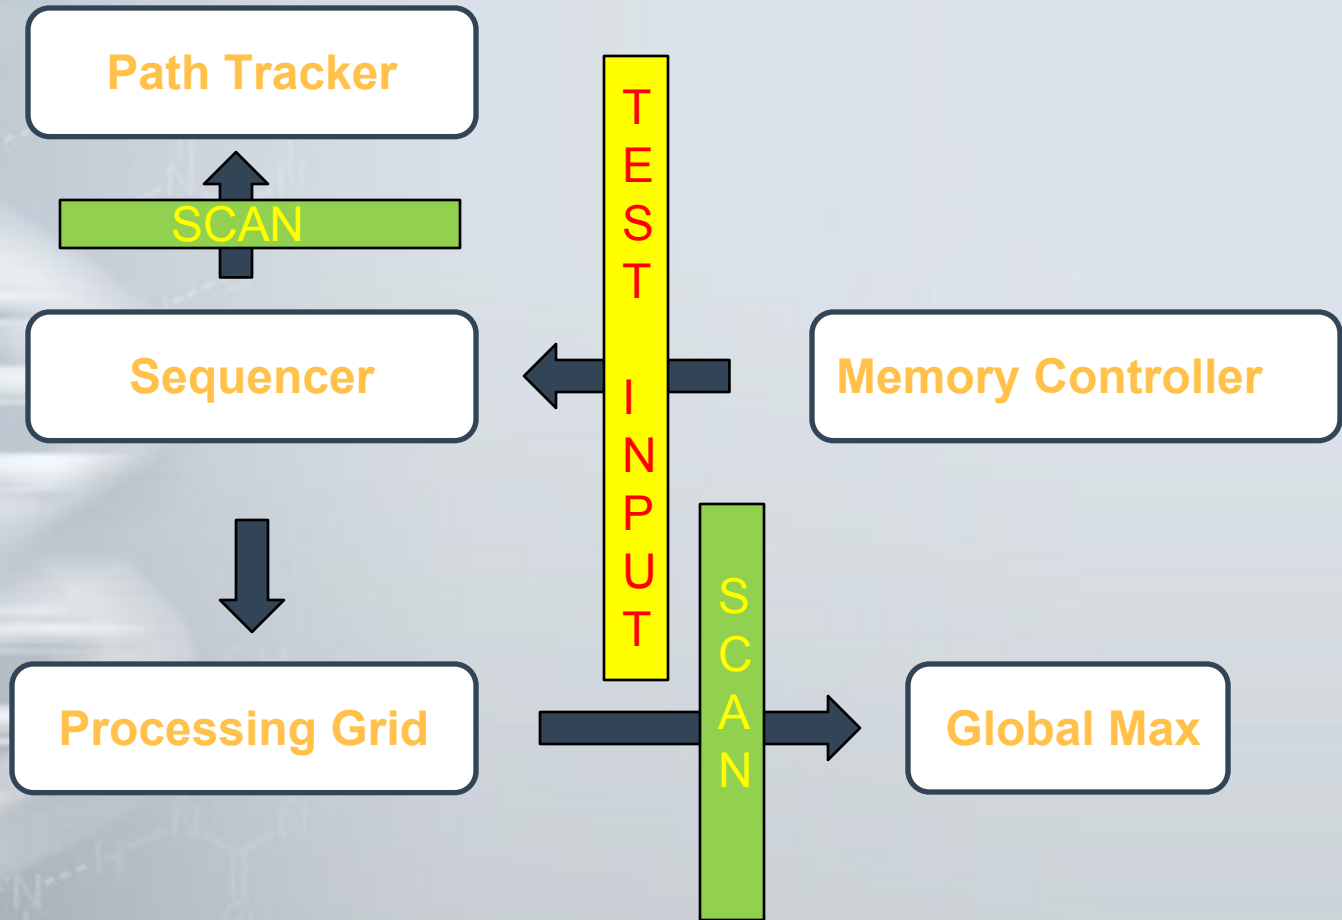 Path Tracker
SCAN
Sequencer
TEST INPUT
Memory Controller
Processing Grid
SCAN
Global Max